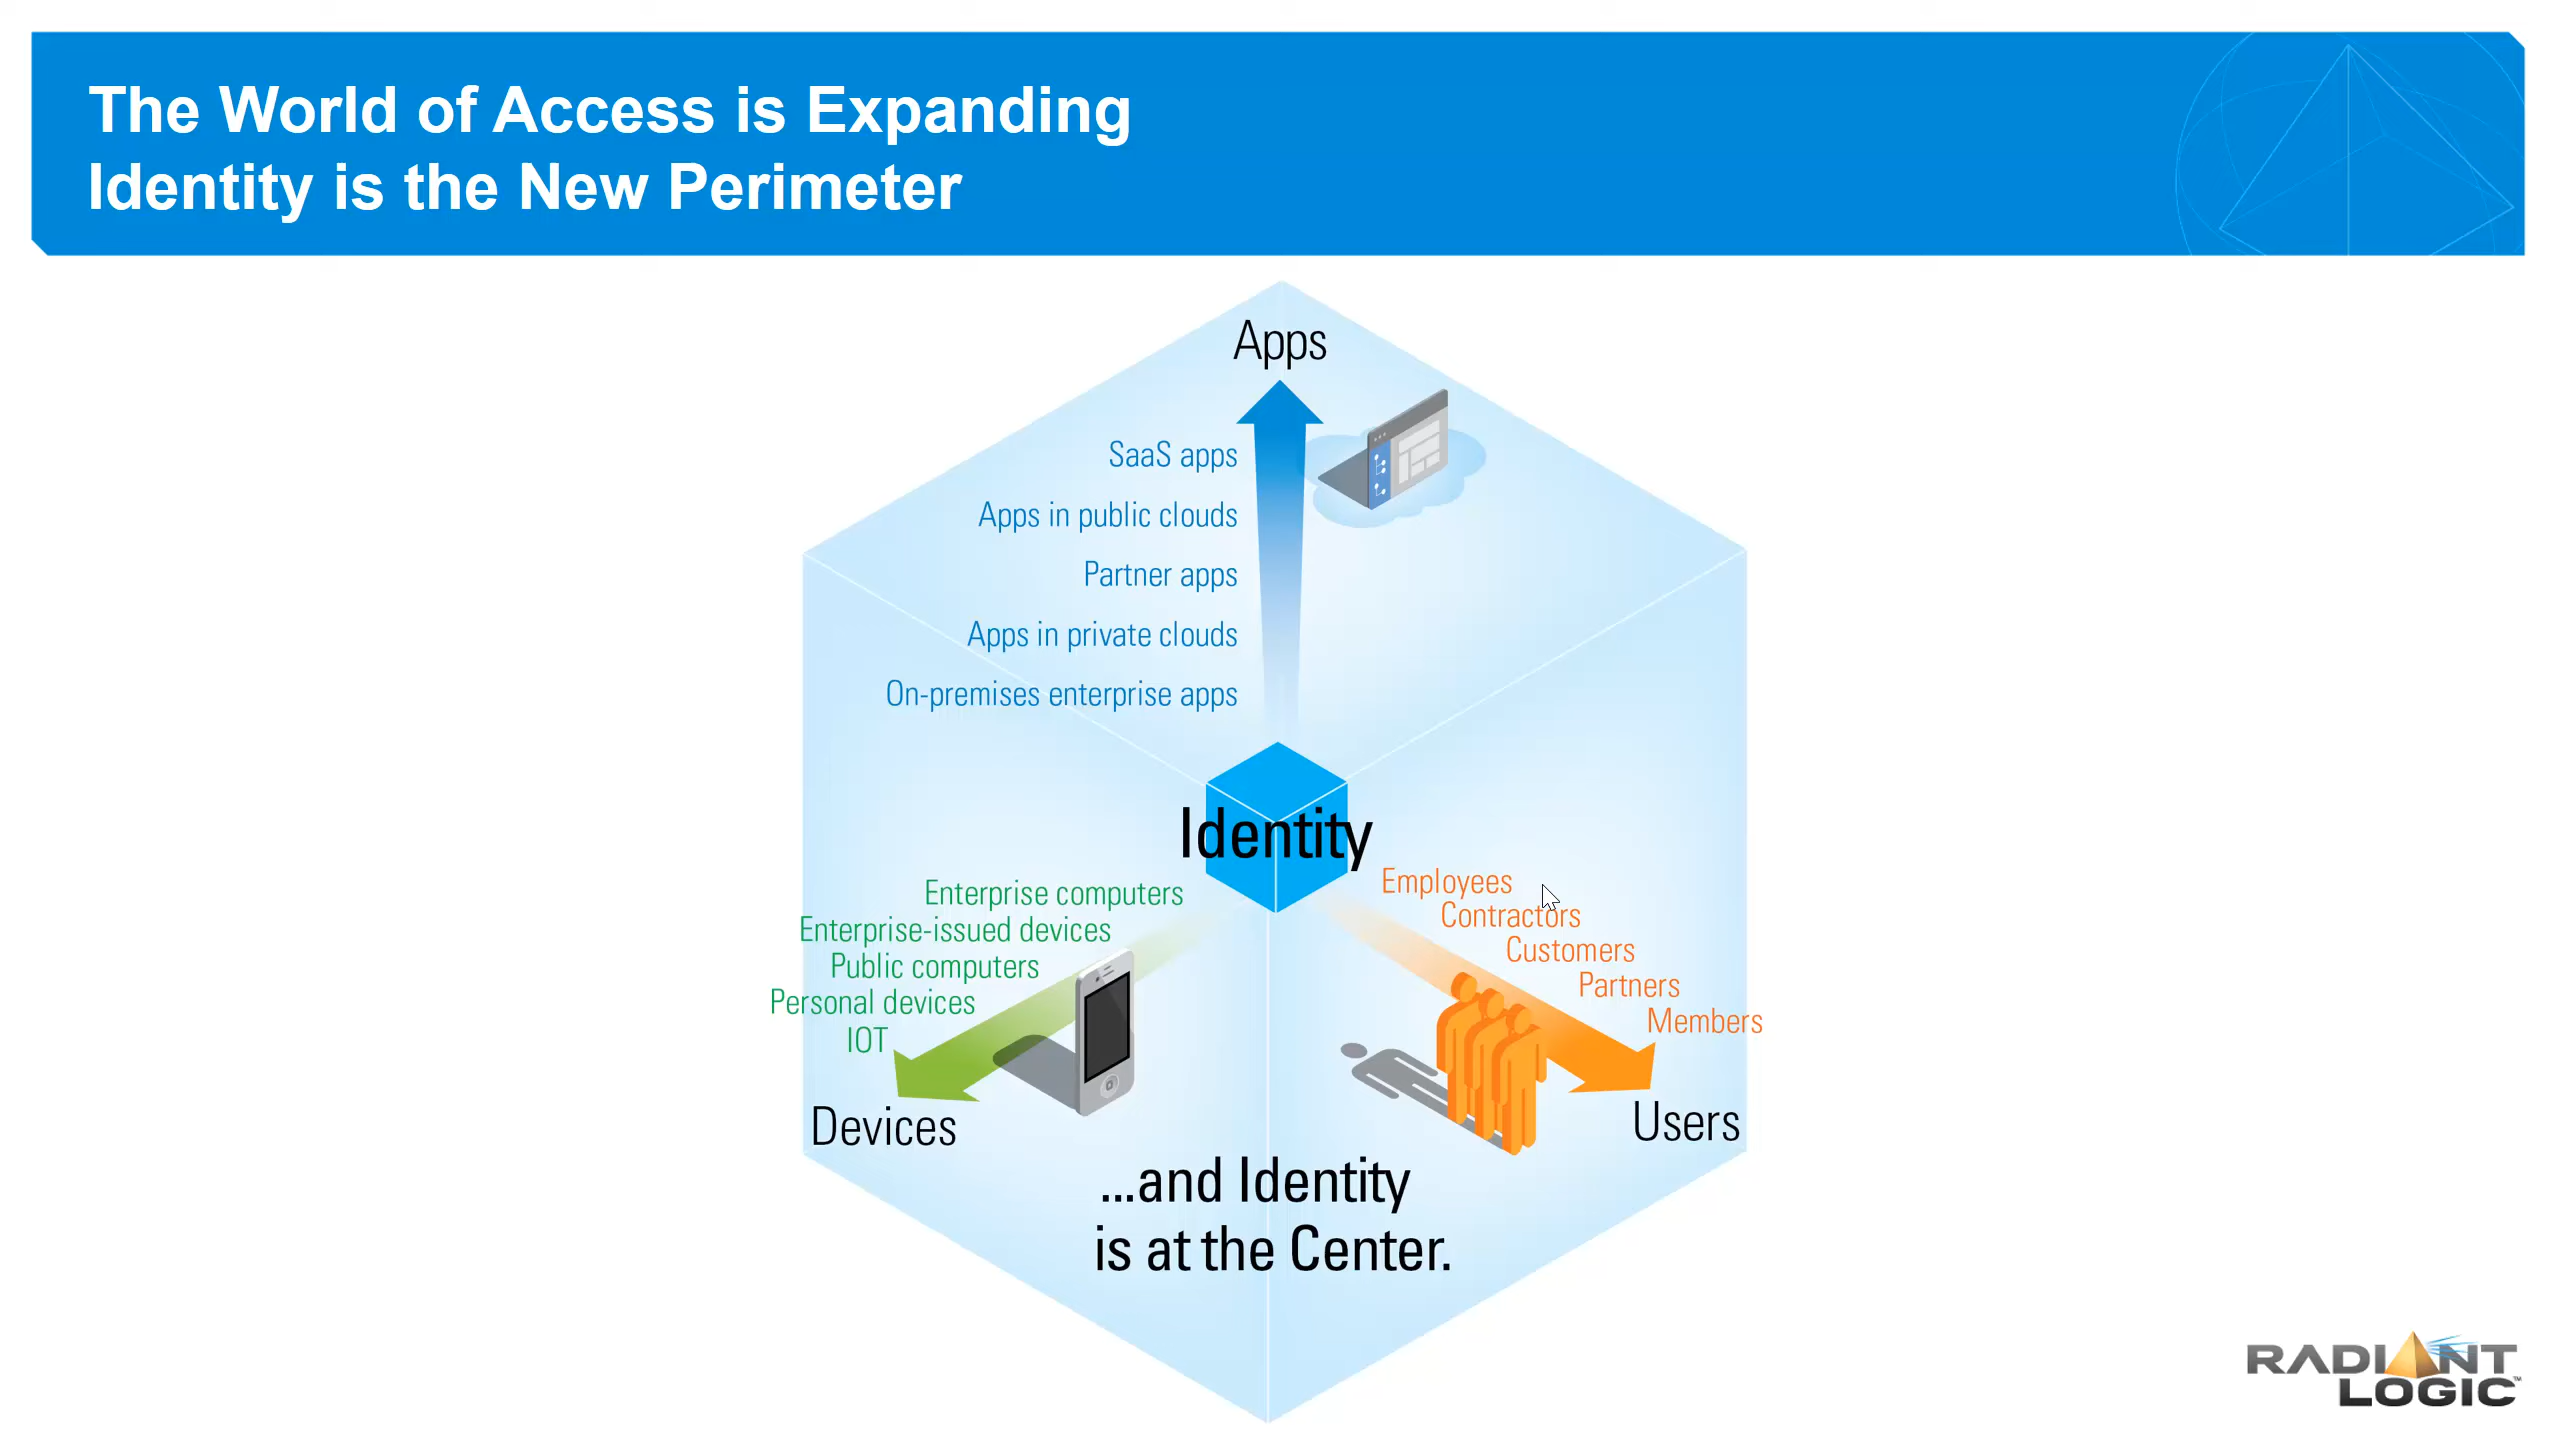 The World of Access is Expanding
Identity is the New Perimeter
Apps
SaaS apps
Apps in public clouds
Partner apps
Apps in private clouds
On-premises enterprise apps
Identity
Enterprise computers
Enterprise-issued devices
Public computers
Personal devices
IOT
Devices
Employees
Contractors
Customers
Partners
Members
Users
...and Identity
is at the Center.
RADIANT
LOGIC™